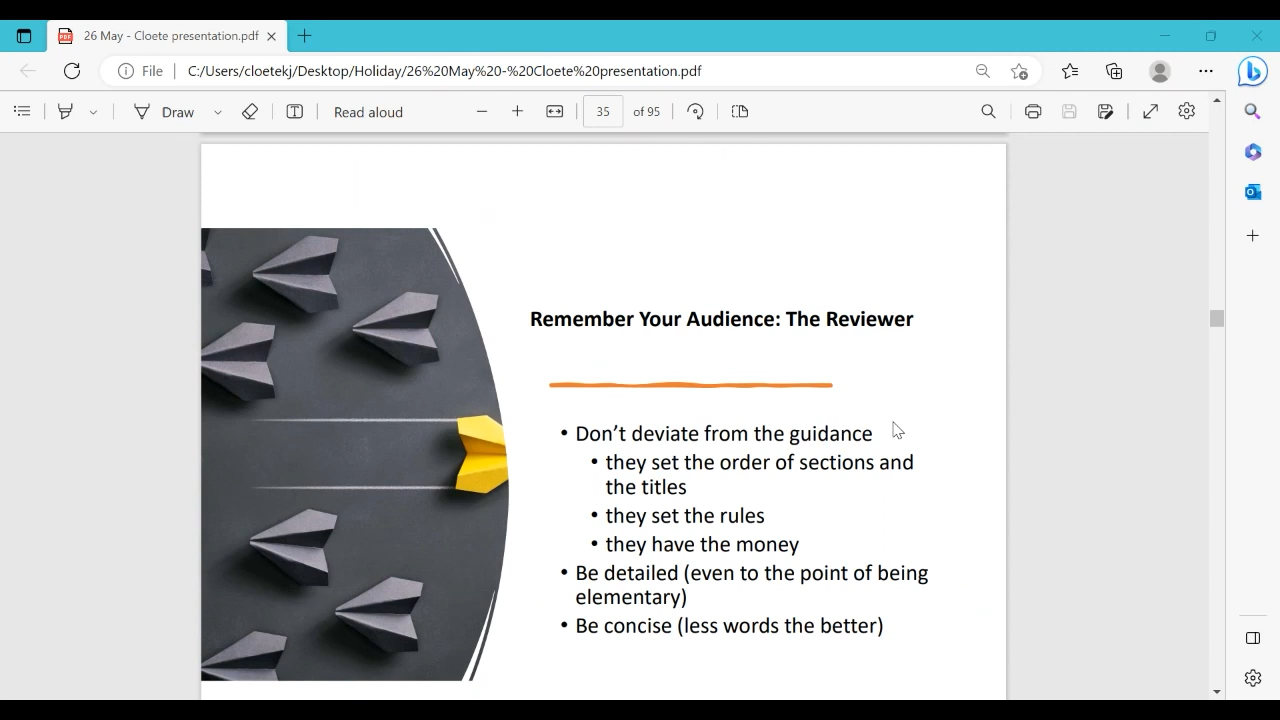 26 May - Cloete presentation.pdf
File
C:/Users/cloetekj/Desktop/Holiday/26%20May%20-%20Cloete%20presentation.pdf
Draw
Read aloud
35
of 95
Remember Your Audience: The Reviewer
• Don’t deviate from the guidance
• they set the order of sections and
the titles
• they set the rules
• they have the money
• Be detailed (even to the point of being
elementary)
• Be concise (less words the better)